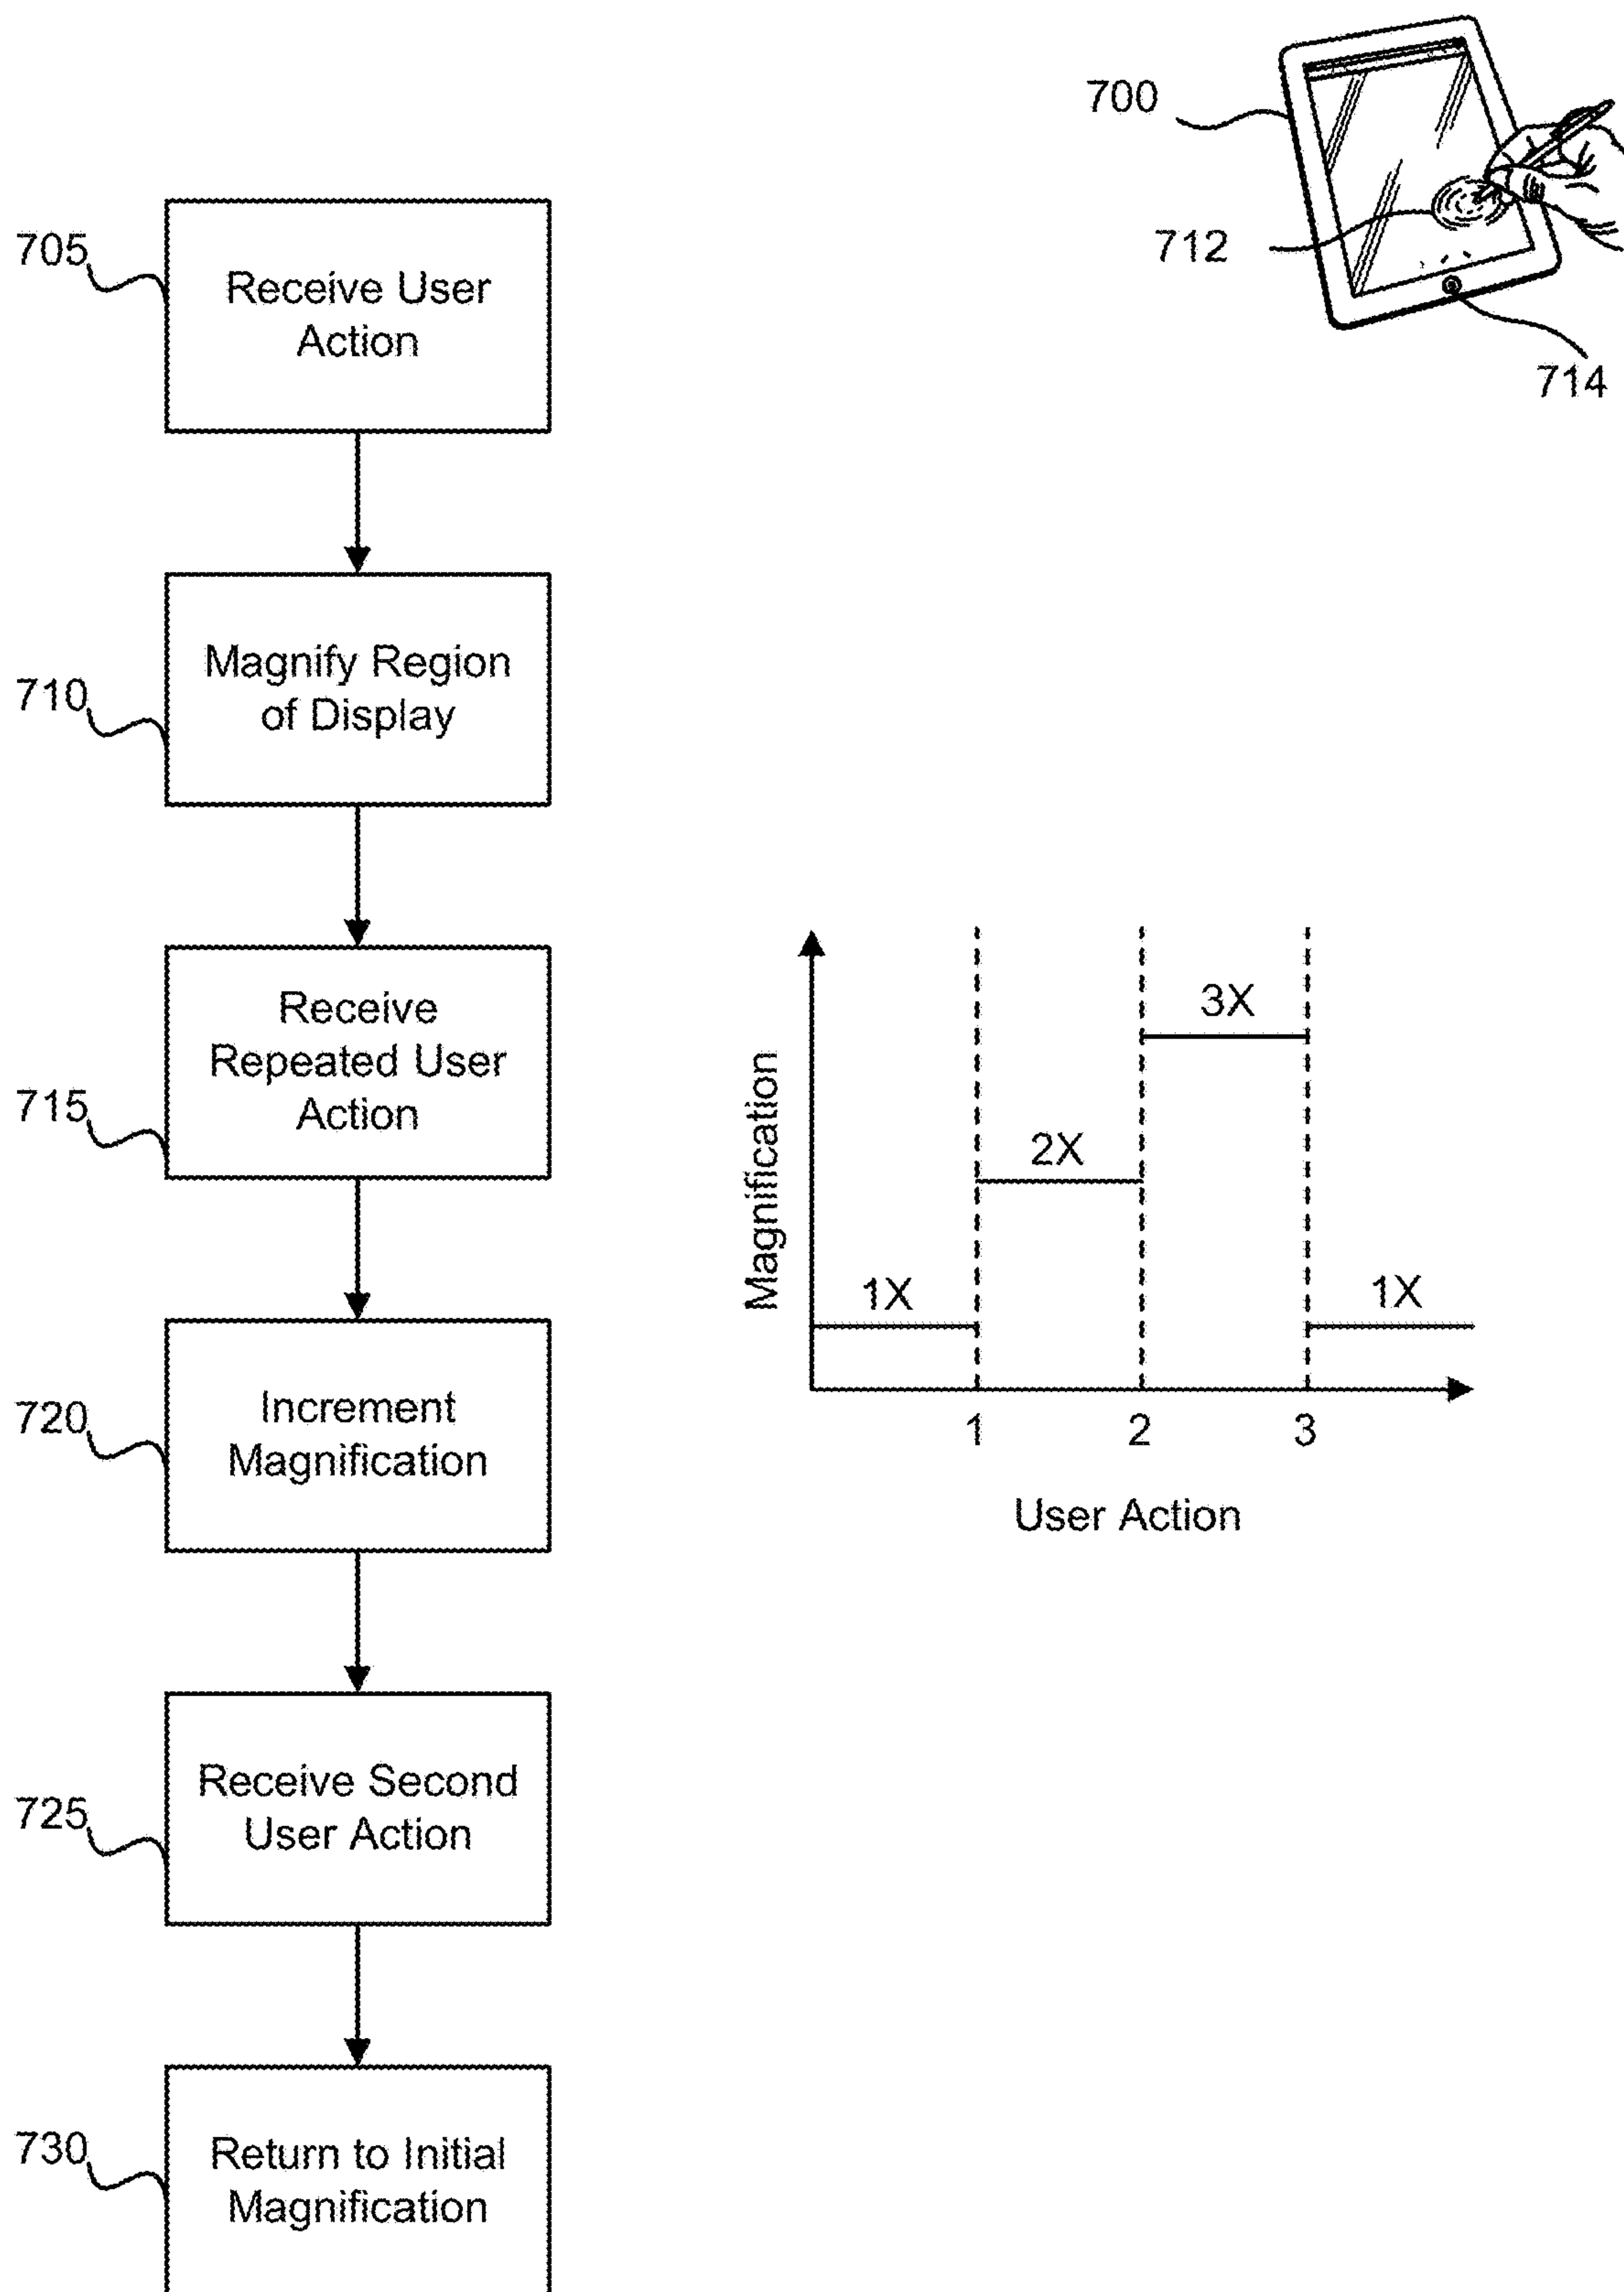 700
712
714
705
Receive User
Action
710
Magnify Region
of Display
715
Receive
Repeated User
Action
720
Increment
Magnification
725
Receive Second
User Action
730
Return to Initial
Magnification
Magnification
1X
2X
3X
1X
1
2
3
User Action